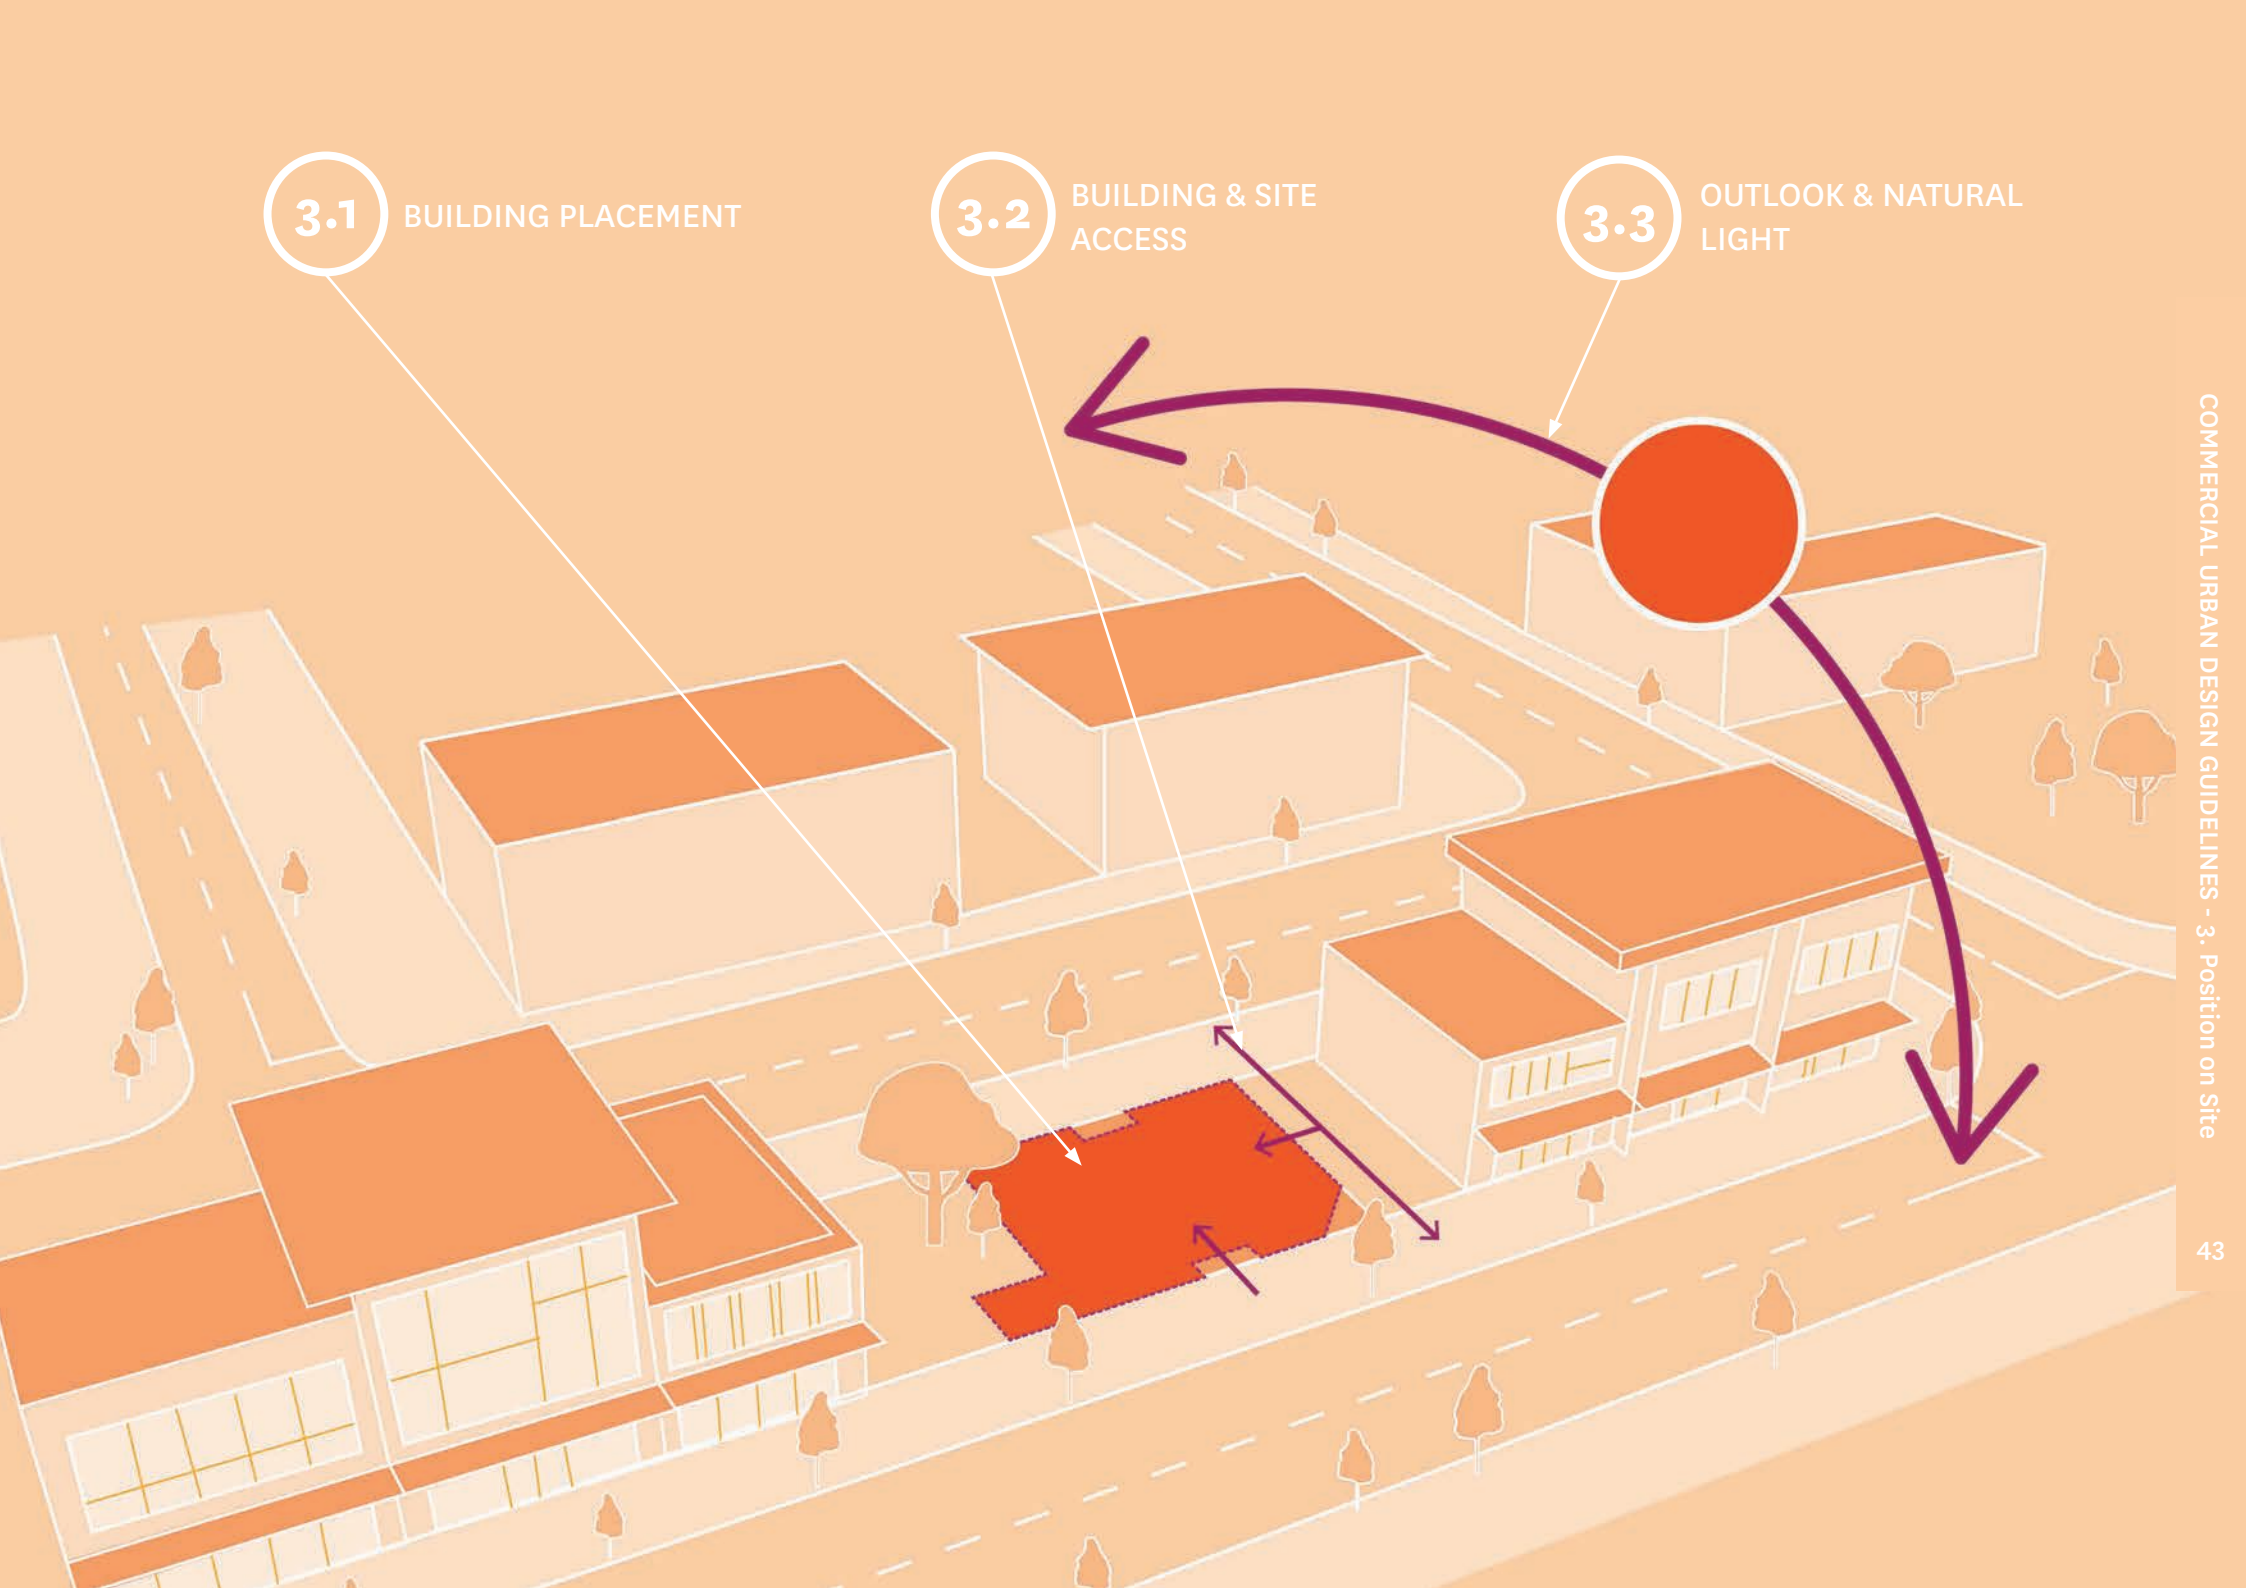 3.1
BUILDING PLACEMENT
3.2
BUILDING & SITE
ACCESS
3.3
OUTLOOK & NATURAL
LIGHT
COMMERCIAL URBAN DESIGN GUIDELINES - 3. Position on Site
43